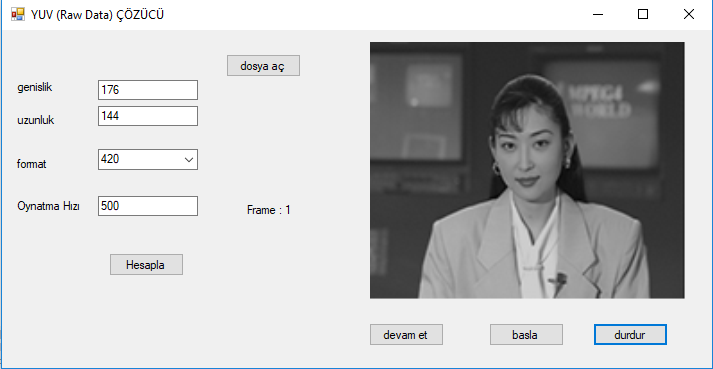 YUV (Raw Data) ÇÖZÜCÜ
dosya aç
genislik 176
uzunluk 144
format 420
Oynatma Hızı 500
Frame : 1
Hesapla
MPEG4
WORLD
devam et basla durdur